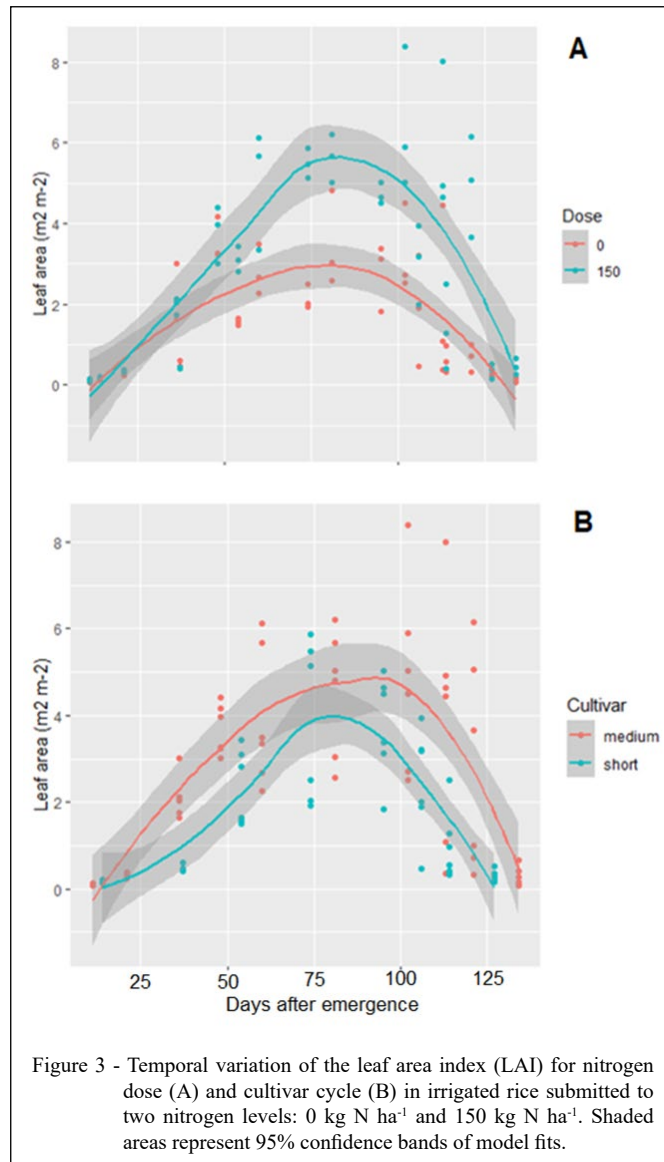 A
8
6
4
2
0
Leaf area (m2 m-2)
Dose
0
150
B
8
6
4
2
0
Leaf area (m2 m-2)
Cultivar
medium
short
25 50 75 100 125
Days after emergence
Figure 3 - Temporal variation of the leaf area index (LAI) for nitrogen
dose (A) and cultivar cycle (B) in irrigated rice submitted to
two nitrogen levels: 0 kg N ha⁻¹ and 150 kg N ha⁻¹. Shaded
areas represent 95% confidence bands of model fits.